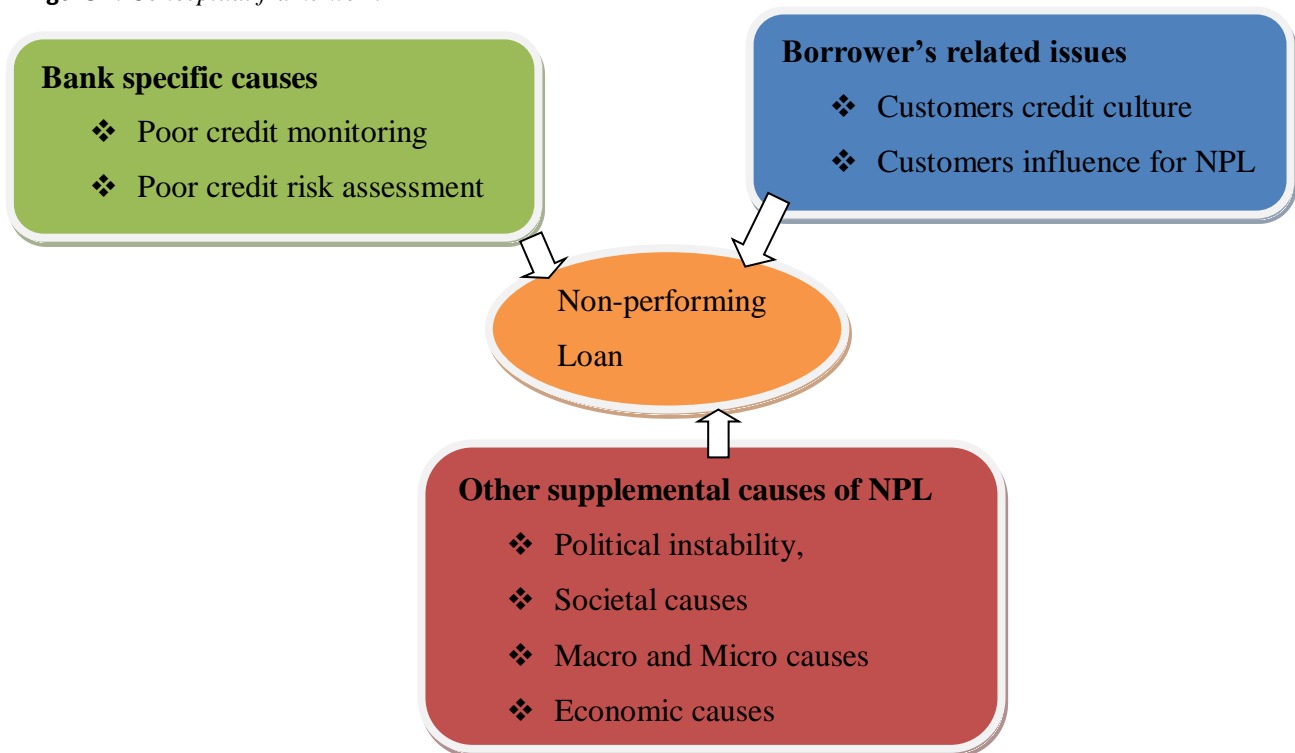 Bank specific causes
❖ Poor credit monitoring
❖ Poor credit risk assessment
Borrower’s related issues
❖ Customers credit culture
❖ Customers influence for NPL
Non-performing
Loan
Other supplemental causes of NPL
❖ Political instability,
❖ Societal causes
❖ Macro and Micro causes
❖ Economic causes